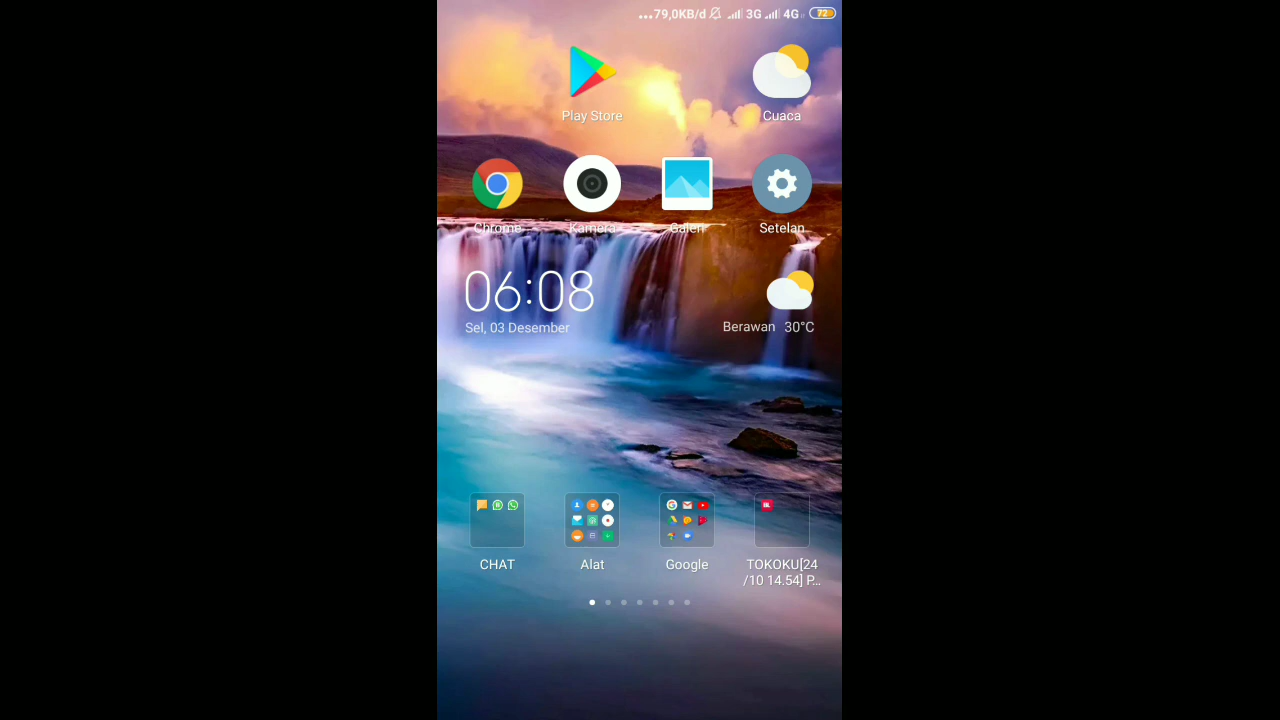 ...79,0KB/d 3G 4G 72
Play Store
Cuaca
Chrome
Kamera
Galeri
Setelan
06:08
Sel, 03 Desember
Berawan 30°C
CHAT
Alat
Google
TOKOKU[24
/10 14.54] P...